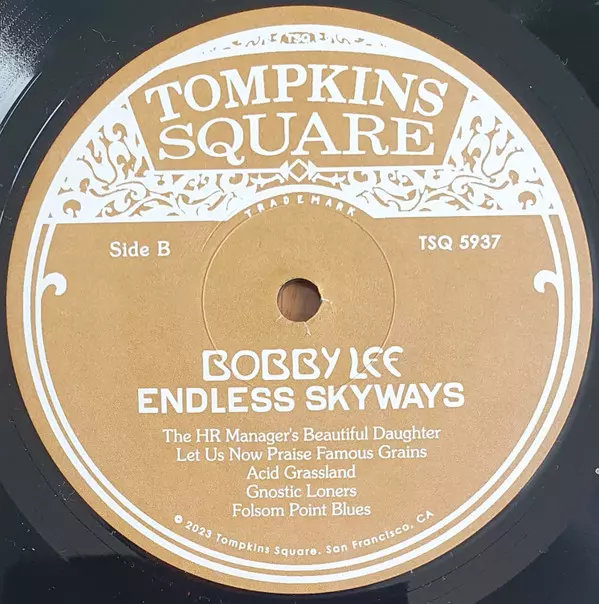 TSQ
TOMPKINS
SQUARE
TRADEMARK
Side B
TSQ 5937
BOBBY LEE
ENDLESS SKYWAYS
The HR Manager's Beautiful Daughter
Let Us Now Praise Famous Grains
Acid Grassland
Gnostic Loners
Folsom Point Blues
© 2023 Tompkins Square. San Francisco, CA